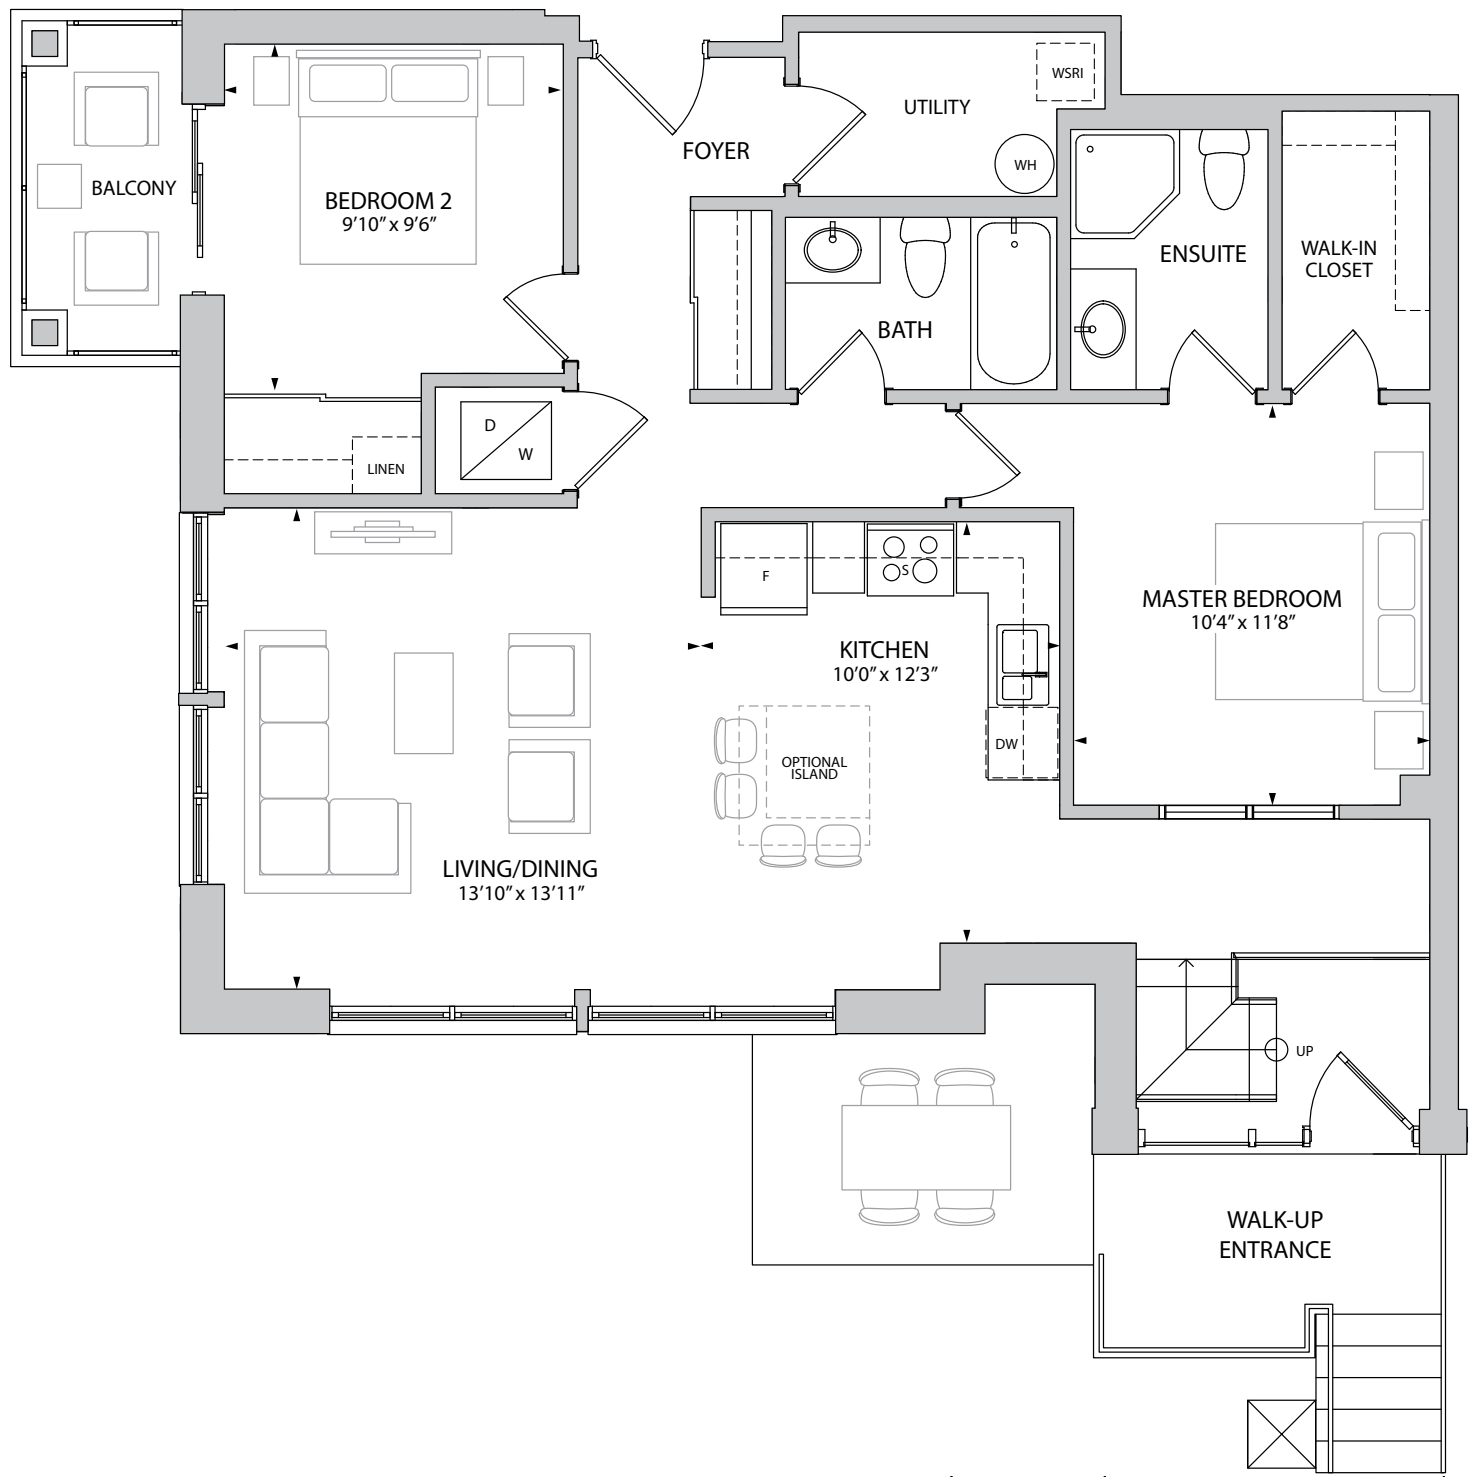 WSRI
UTILITY
FOYER
WH
BALCONY
BEDROOM 2
9'10" x 9'6"
ENSUITE
WALK-IN
CLOSET
BATH
D
W
LINEN
F
S
MASTER BEDROOM
10'4" x 11'8"
KITCHEN
10'0" x 12'3"
DW
OPTIONAL
ISLAND
LIVING/DINING
13'10" x 13'11"
UP
WALK-UP
ENTRANCE